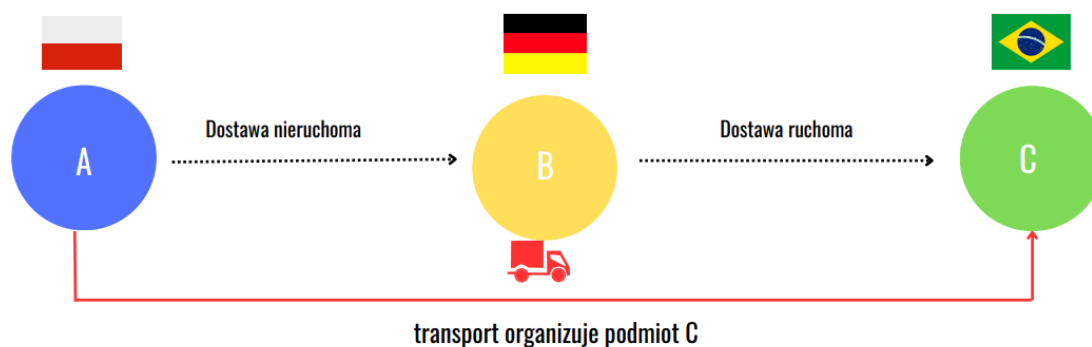 Dostawa nieruchoma
Dostawa ruchoma
A
B
C
transport organizuje podmiot C